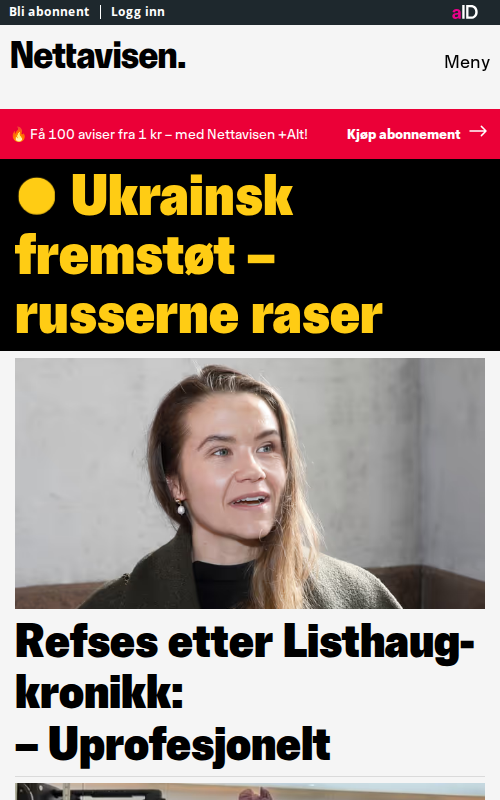 Bli abonnent
Logg inn
aID
Nettavisen.
Meny
🔥 Få 100 aviser fra 1 kr – med Nettavisen +Alt!
Kjøp abonnement →
Ukrainsk
fremstøt –
russerne raser
Refses etter Listhaug-
kronikk:
– Uprofesjonelt